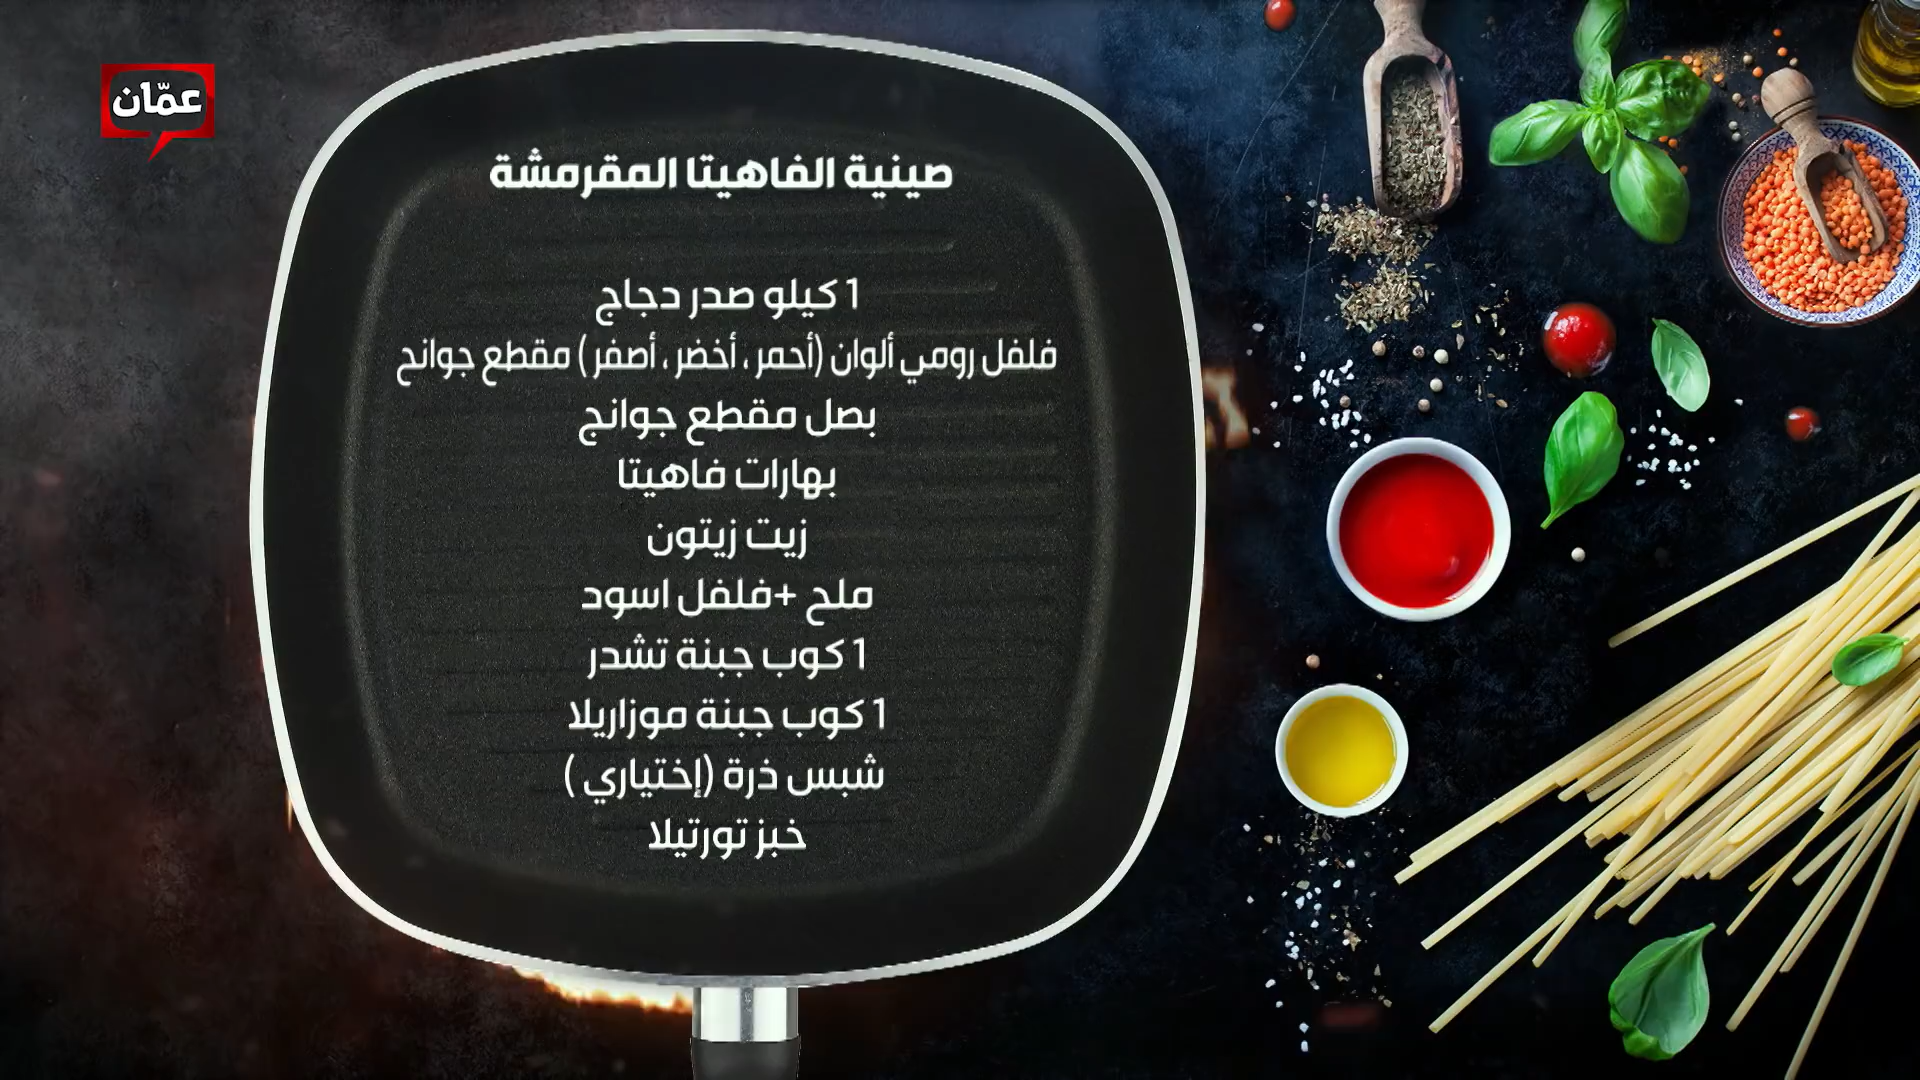 عمّان
صينية الفاهيتا المقرمشة
1 كيلو صدر دجاج
فلفل رومي ألوان (أحمر ، أخضر ، أصفر ) مقطع جوانح
بصل مقطع جوانح
بهارات فاهيتا
زيت زيتون
ملح +فلفل اسود
1 كوب جبنة تشدر
1 كوب جبنة موزاريلا
شبس ذرة (إختياري )
خبز تورتيلا